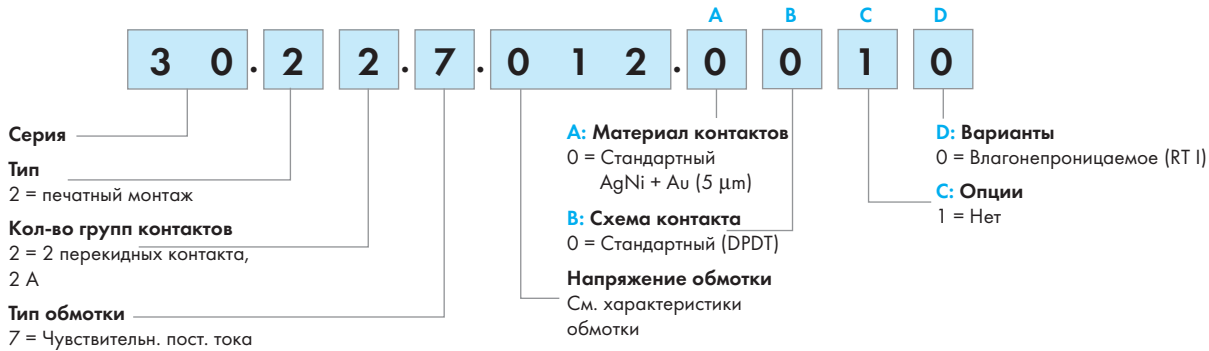 A B C D
3 0 . 2 2 . 7 . 0 1 2 . 0 0 1 0
Серия
Тип
2 = печатный монтаж
Кол-во групп контактов
2 = 2 перекидных контакта,
2 A
Тип обмотки
7 = Чувствительн. пост. тока
A: Материал контактов
0 = Стандартный
AgNi + Au (5 µm)
B: Схема контакта
0 = Стандартный (DPDT)
Напряжение обмотки
См. характеристики
обмотки
D: Варианты
0 = Влагонепроницаемое (RT I)
C: Опции
1 = Нет